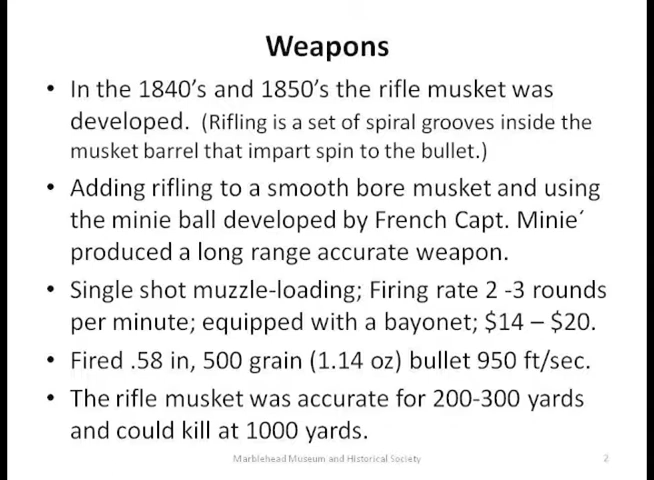 Weapons
• In the 1840's and 1850's the rifle musket was
developed. (Rifling is a set of spiral grooves inside the
musket barrel that impart spin to the bullet.)
• Adding rifling to a smooth bore musket and using
the minie ball developed by French Capt. Minie´
produced a long range accurate weapon.
• Single shot muzzle-loading; Firing rate 2 -3 rounds
per minute; equipped with a bayonet; $14 – $20.
• Fired .58 in, 500 grain (1.14 oz) bullet 950 ft/sec.
• The rifle musket was accurate for 200-300 yards
and could kill at 1000 yards.
Marblehead Museum and Historical Society 2